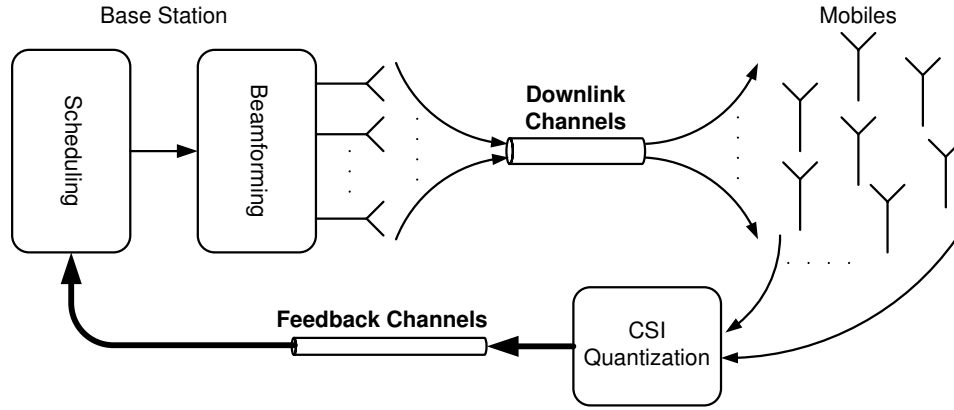 Base Station
Mobiles
Scheduling
Beamforming
Downlink
Channels
Feedback Channels
CSI
Quantization